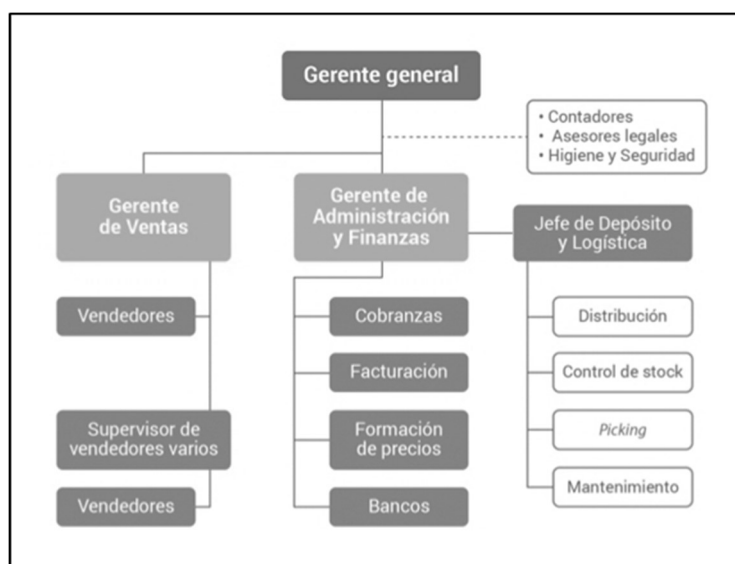 Gerente general
• Contadores
• Asesores legales
• Higiene y Seguridad
Gerente
de Ventas
Gerente de
Administración
y Finanzas
Jefe de Depósito
y Logística
Vendedores
Supervisor de
vendedores varios
Vendedores
Cobranzas
Facturación
Formación
de precios
Bancos
Distribución
Control de stock
Picking
Mantenimiento